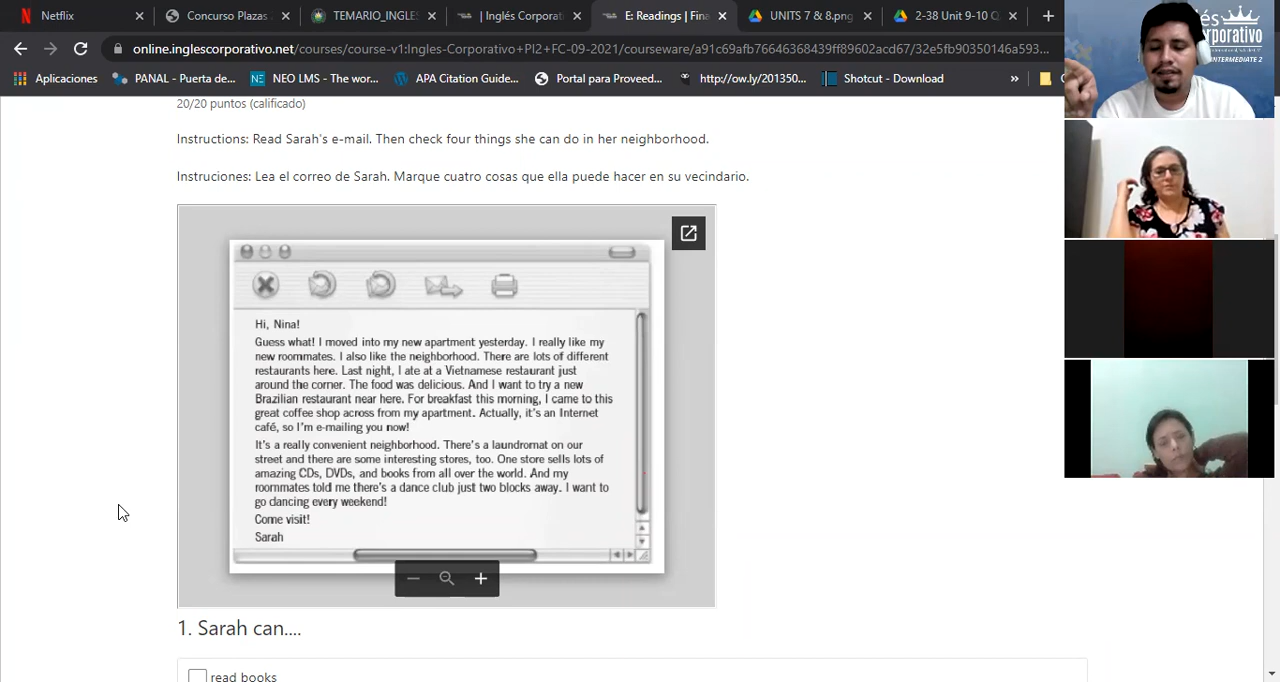 Netflix
Concurso Plazas
TEMARIO_INGLES
| Inglés Corporati
E: Readings | Fina
UNITS 7 & 8.png
2-38 Unit 9-10 Q
online.inglescorporativo.net/courses/course-v1:Ingles-Corporativo+PI2+FC-09-2021/courseware/a91c69afb76646368439ff89602acd67/32e5fb90350146a593...
Aplicaciones
PANAL - Puerta de...
NEO LMS - The wor...
APA Citation Guide...
Portal para Proveed...
http://ow.ly/201350...
Shotcut - Download
»
INTERMEDIATE 2
20/20 puntos (calificado)
Instructions: Read Sarah's e-mail. Then check four things she can do in her neighborhood.
Instruciones: Lea el correo de Sarah. Marque cuatro cosas que ella puede hacer en su vecindario.
Hi, Nina!
Guess what! I moved into my new apartment yesterday. I really like my
new roommates. I also like the neighborhood. There are lots of different
restaurants here. Last night, I ate at a Vietnamese restaurant just
around the corner. The food was delicious. And I want to try a new
Brazilian restaurant near here. For breakfast this morning, I came to this
great coffee shop across from my apartment. Actually, it's an Internet
café, so I'm e-mailing you now!
It's a really convenient neighborhood. There's a laundromat on our
street and there are some interesting stores, too. One store sells lots of
amazing CDs, DVDs, and books from all over the world. And my
roommates told me there's a dance club just two blocks away. I want to
go dancing every weekend!
Come visit!
Sarah
1. Sarah can....
read books